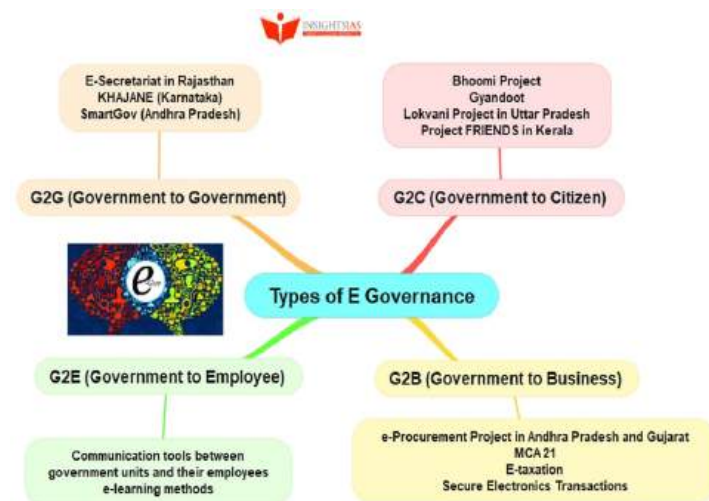 INSIGHTSIAS
E-Secretariat in Rajasthan
KHAJANE (Karnataka)
SmartGov (Andhra Pradesh)
Bhoomi Project
Gyandoot
Lokvani Project in Uttar Pradesh
Project FRIENDS in Kerala
G2G (Government to Government)
G2C (Government to Citizen)
e
Types of E Governance
G2E (Government to Employee)
G2B (Government to Business)
Communication tools between
government units and their employees
e-learning methods
e-Procurement Project in Andhra Pradesh and Gujarat
MCA 21
E-taxation
Secure Electronics Transactions